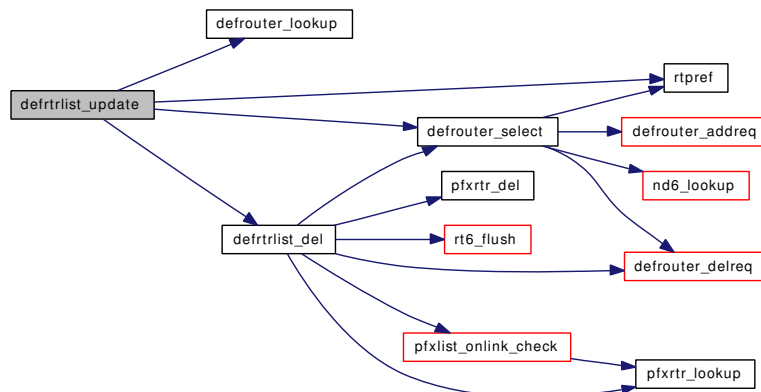 defrouter_lookup
rtpref
defrtrlist_update
defrouter_select
defrouter_addreq
pfxrtr_del
nd6_lookup
defrtrlist_del
rt6_flush
defrouter_delreq
pfxlist_onlink_check
pfxrtr_lookup